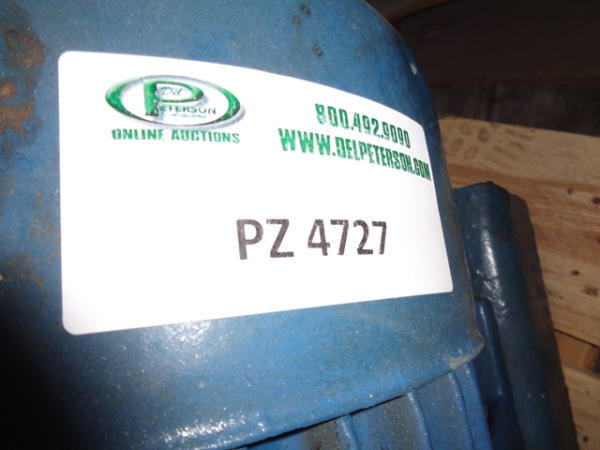 Del
PETERSON
ONLINE AUCTIONS
800.492.9090
WWW.DELPETERSON.COM
PZ 4727